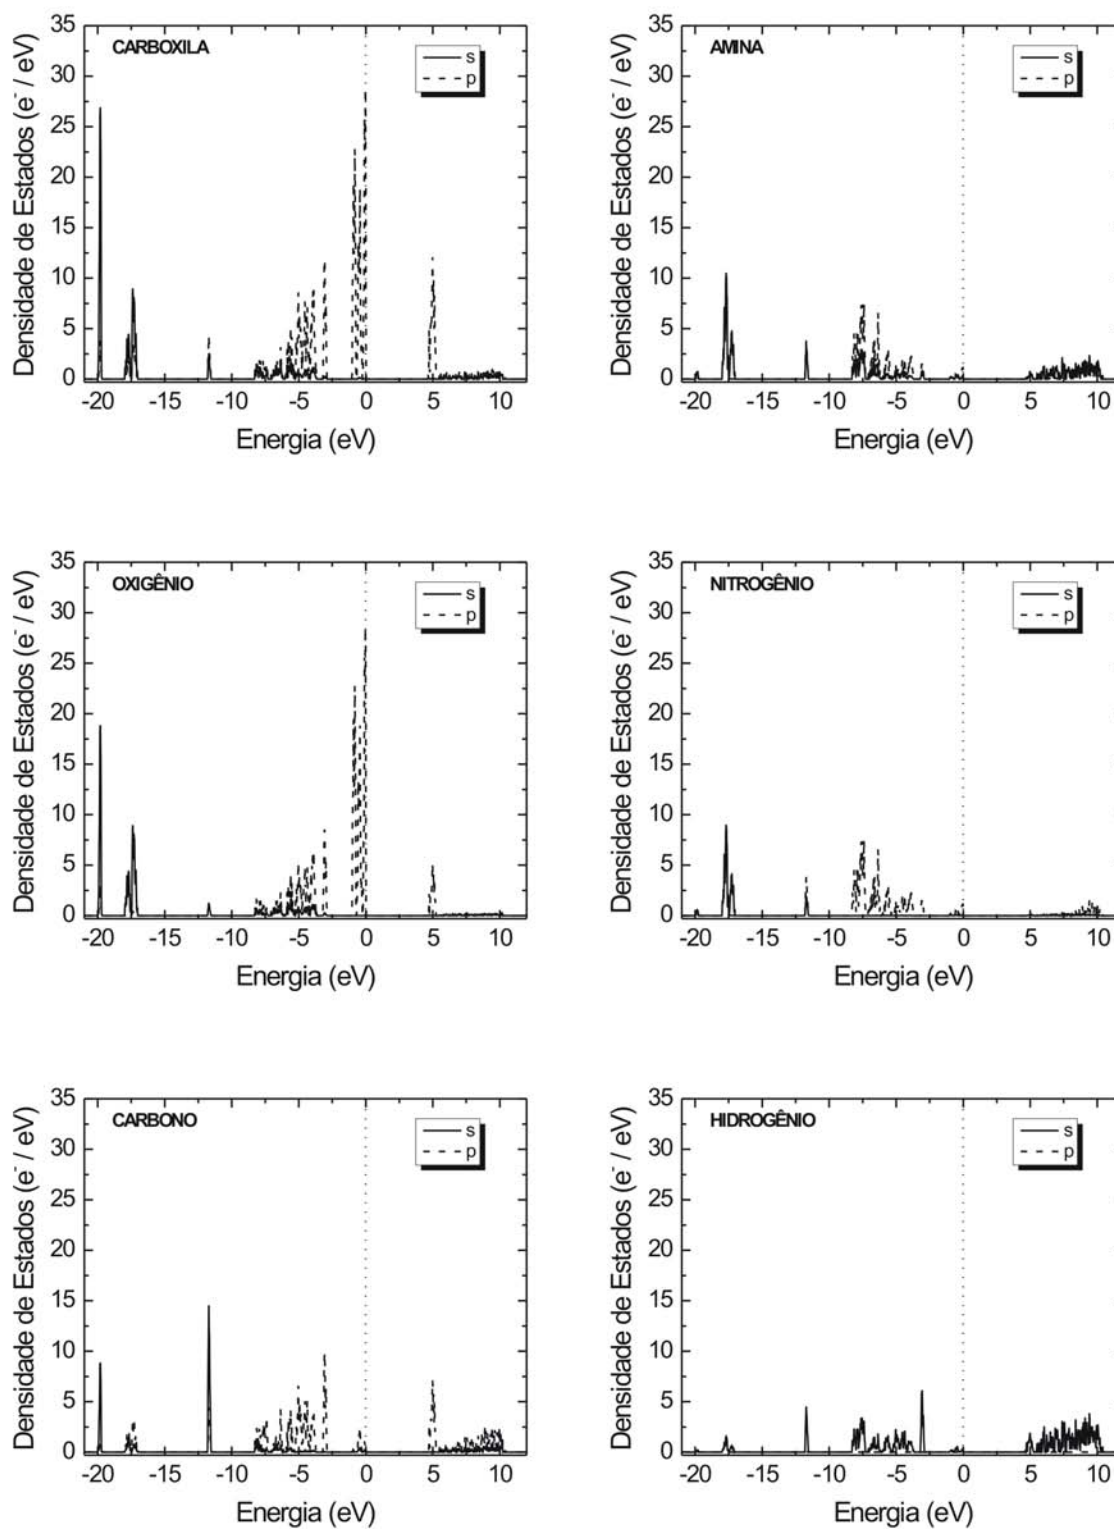 CARBOXILA
s
p
35
30
25
20
15
10
5
0
-20 -15 -10 -5 0 5 10
Densidade de Estados (e⁻ / eV)
Energia (eV)
AMINA
s
p
35
30
25
20
15
10
5
0
-20 -15 -10 -5 0 5 10
Densidade de Estados (e⁻ / eV)
Energia (eV)
OXIGÊNIO
s
p
35
30
25
20
15
10
5
0
-20 -15 -10 -5 0 5 10
Densidade de Estados (e⁻ / eV)
Energia (eV)
NITROGÊNIO
s
p
35
30
25
20
15
10
5
0
-20 -15 -10 -5 0 5 10
Densidade de Estados (e⁻ / eV)
Energia (eV)
CARBONO
s
p
35
30
25
20
15
10
5
0
-20 -15 -10 -5 0 5 10
Densidade de Estados (e⁻ / eV)
Energia (eV)
HIDROGÊNIO
s
p
35
30
25
20
15
10
5
0
-20 -15 -10 -5 0 5 10
Densidade de Estados (e⁻ / eV)
Energia (eV)